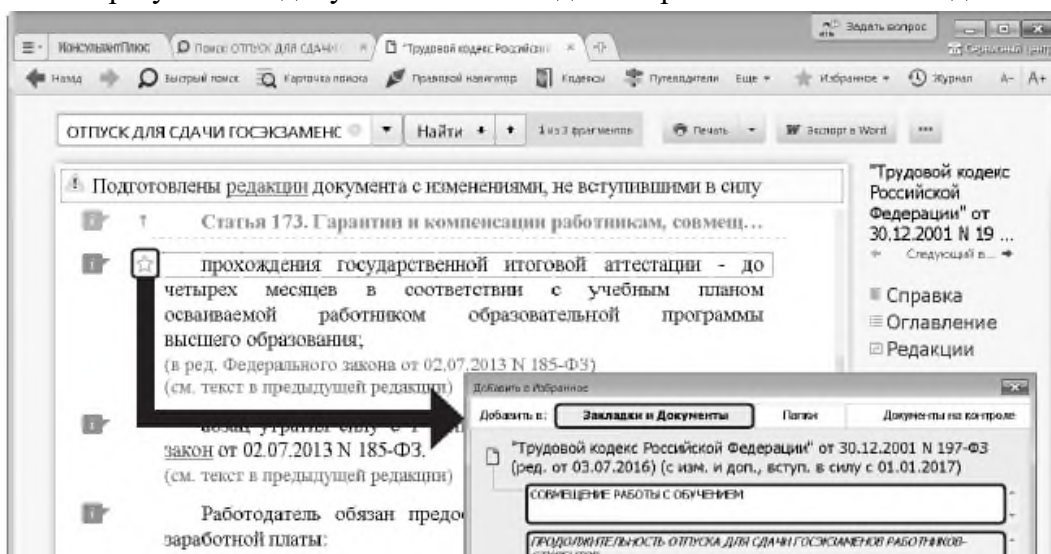 Задать вопрос
КонсультантПлюс
Поиск: ОТПУСК ДЛЯ СДАЧИ
"Трудовой кодекс Российск
Сервисный центр
Назад
Быстрый поиск
Карточка поиска
Правовой навигатор
Кодексы
Путеводители
Еще
Избранное
Журнал
A-
A+
ОТПУСК ДЛЯ СДАЧИ ГОСЭКЗАМЕНС
Найти
1 из 3 фрагментов
Печать
Экспорт в Word
Подготовлены редакции документа с изменениями, не вступившими в силу
Статья 173. Гарантии и компенсации работникам, совмещ...
прохождения государственной итоговой аттестации - до
четырех месяцев в соответствии с учебным планом
осваиваемой работником образовательной программы
высшего образования;
(в ред. Федерального закона от 02.07.2013 N 185-ФЗ)
(см. текст в предыдущей редакции)
абзац утратил силу с 1
закон от 02.07.2013 N 185-ФЗ.
(см. текст в предыдущей редакции)
Работодатель обязан предо
заработной платы:
"Трудовой кодекс
Российской
Федерации" от
30.12.2001 N 19 ...
Следующий в...
Справка
Оглавление
Редакции
Добавить в Избранное
Добавить в:
Закладки и Документы
Папки
Документы на контроле
"Трудовой кодекс Российской Федерации" от 30.12.2001 N 197-ФЗ
(ред. от 03.07.2016) (с изм. и доп., вступ. в силу с 01.01.2017)
СОВМЕЩЕНИЕ РАБОТЫ С ОБУЧЕНИЕМ
ПРОДОЛЖИТЕЛЬНОСТЬ ОТПУСКА ДЛЯ СДАЧИ ГОСЭКЗАМЕНОВ РАБОТНИКОВ-